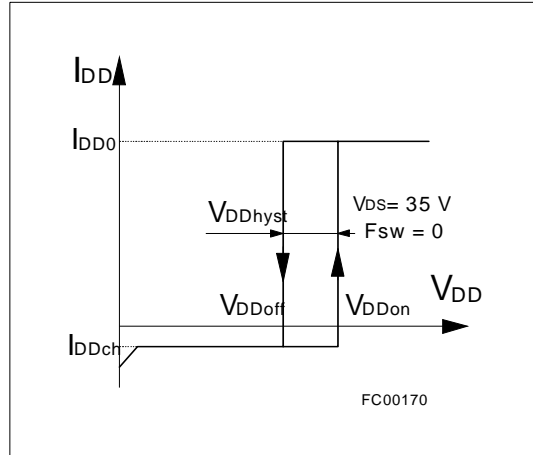 IDD
IDD0
VDDhyst
VDS= 35 V
Fsw = 0
VDDoff
VDDon
VDD
IDDch
FC00170